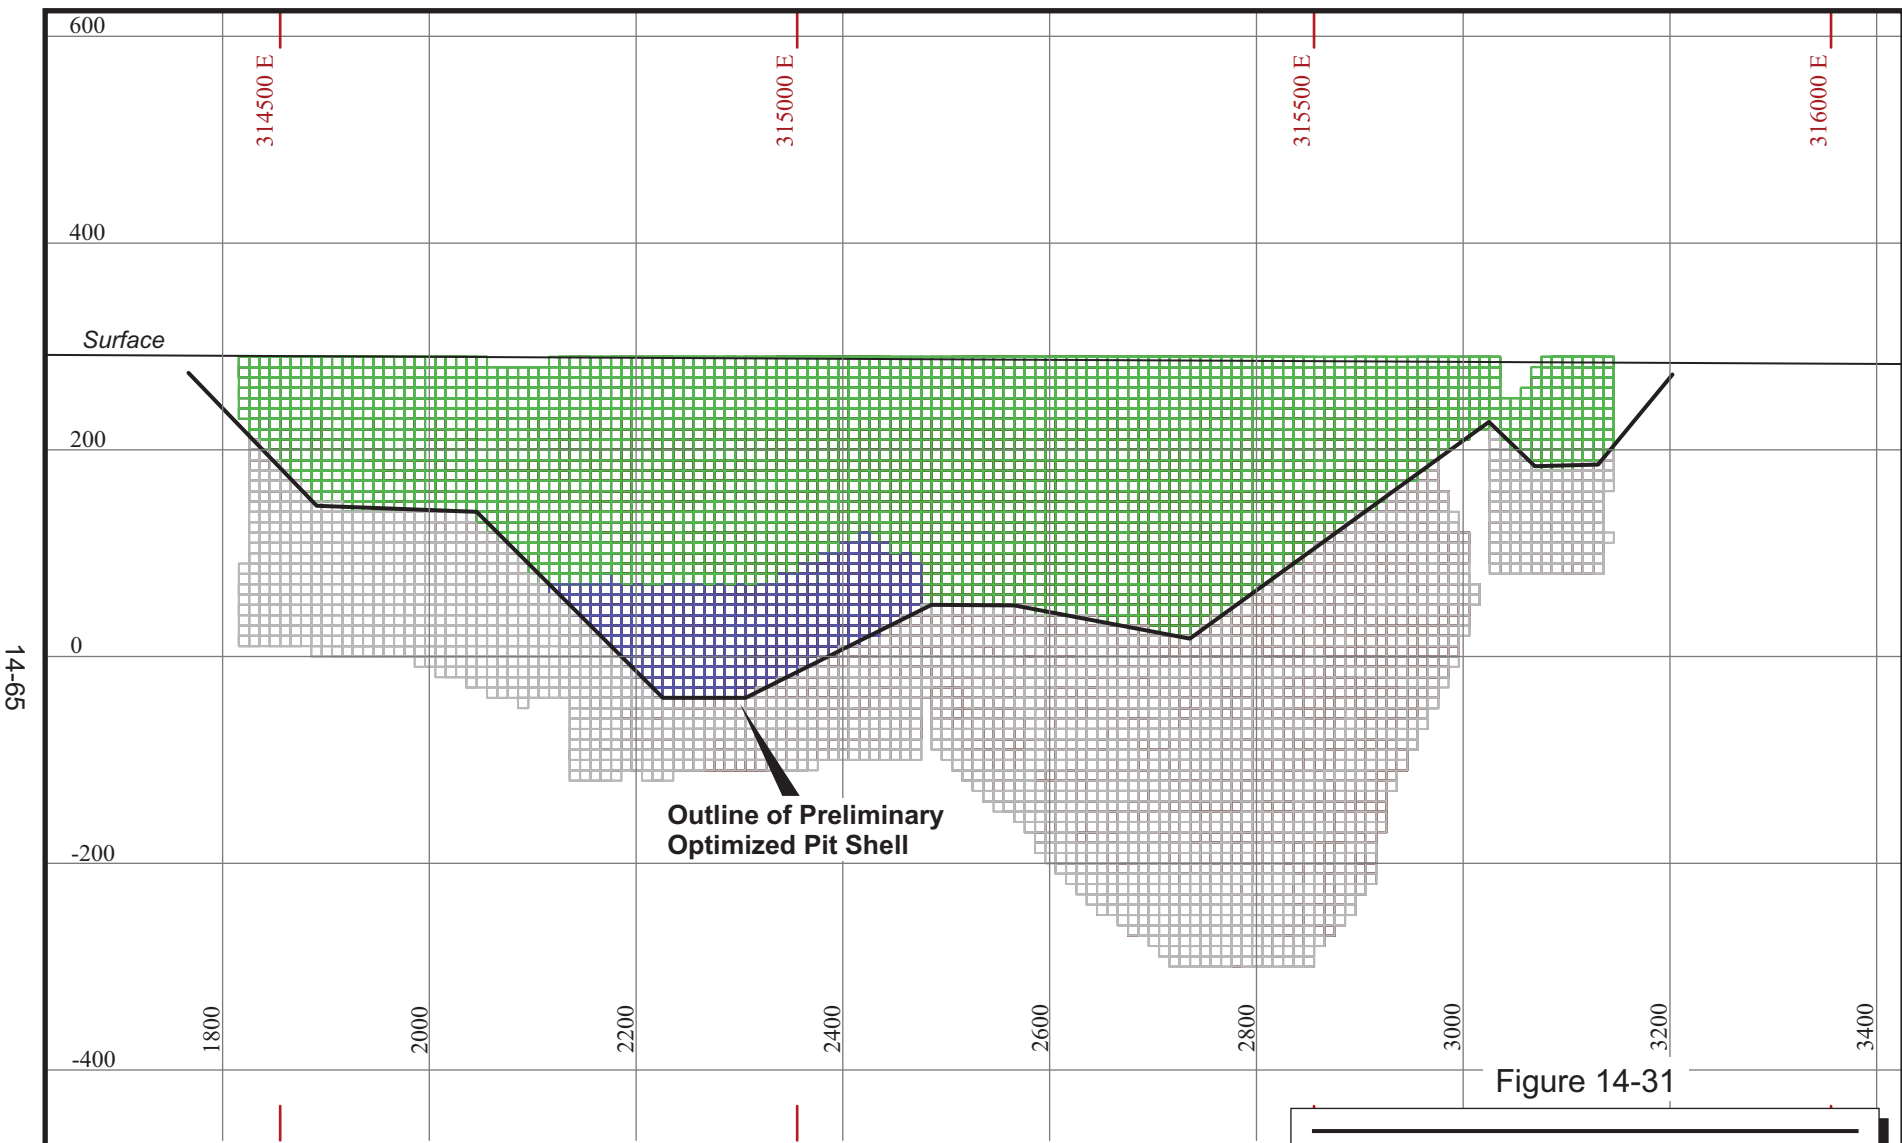 600
314500 E
315000 E
315500 E
316000 E
400
Surface
200
0
14-65
Outline of Preliminary
Optimized Pit Shell
-200
1800
2000
2200
2400
2600
2800
3000
3200
3400
-400
Figure 14-31